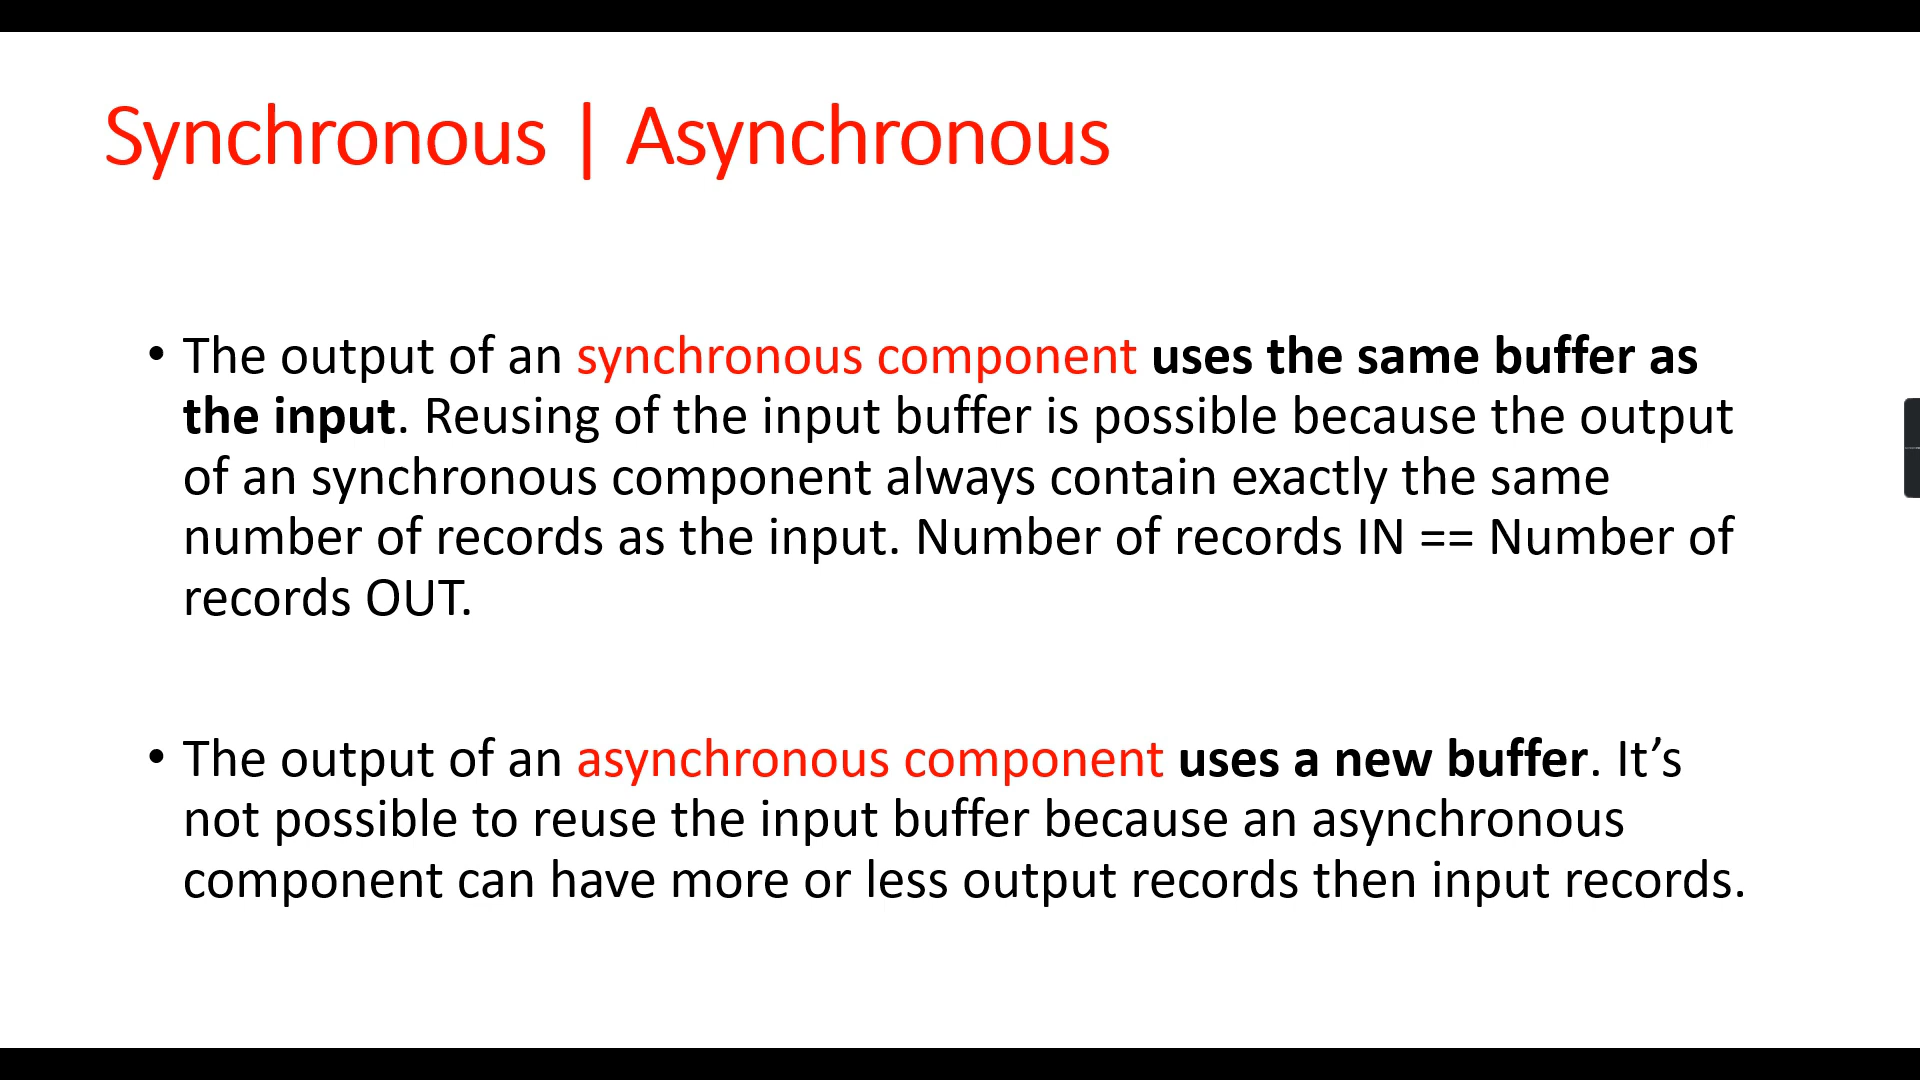 Synchronous | Asynchronous
• The output of an synchronous component uses the same buffer as
the input. Reusing of the input buffer is possible because the output
of an synchronous component always contain exactly the same
number of records as the input. Number of records IN == Number of
records OUT.
• The output of an asynchronous component uses a new buffer. It’s
not possible to reuse the input buffer because an asynchronous
component can have more or less output records then input records.